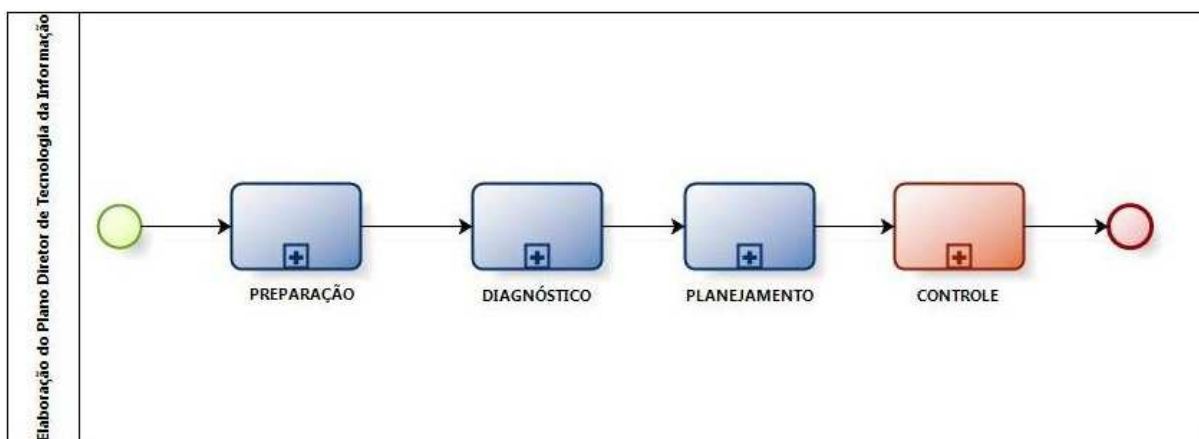 Elaboração do Plano Diretor de Tecnologia da Informação
PREPARAÇÃO
DIAGNÓSTICO
PLANEJAMENTO
CONTROLE